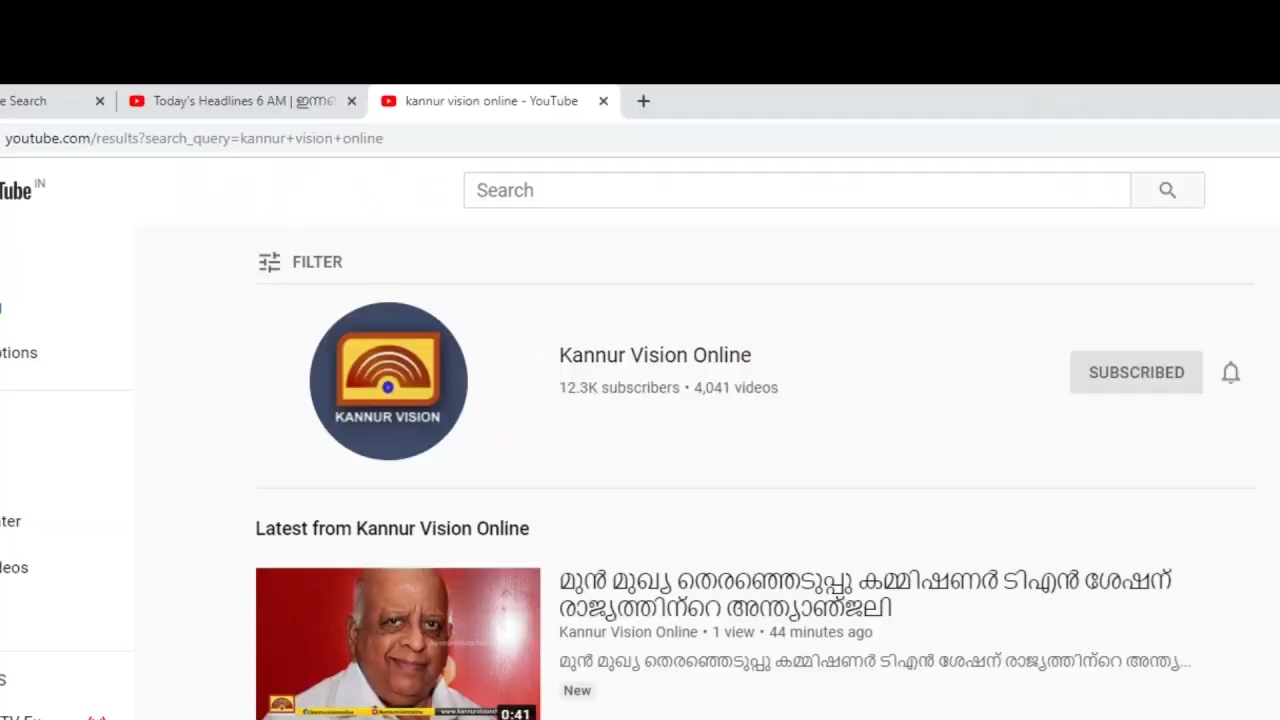 e Search
Today's Headlines 6 AM | ഇന്ന
kannur vision online - YouTube
youtube.com/results?search_query=kannur+vision+online
Tube IN
Search
FILTER
KANNUR VISION
Kannur Vision Online
12.3K subscribers • 4,041 videos
SUBSCRIBED
otions
Latest from Kannur Vision Online
ter
deos
മുൻ മുഖ്യ തെരഞ്ഞെടുപ്പു കമ്മിഷണർ ടിഎൻ ശേഷന്
രാജ്യത്തിന്റെ അന്ത്യാഞ്ജലി
Kannur Vision Online • 1 view • 44 minutes ago
മുൻ മുഖ്യ തെരഞ്ഞെടുപ്പു കമ്മിഷണർ ടിഎൻ ശേഷന് രാജ്യത്തിന്റെ അന്ത്യ...
New
S
0:41